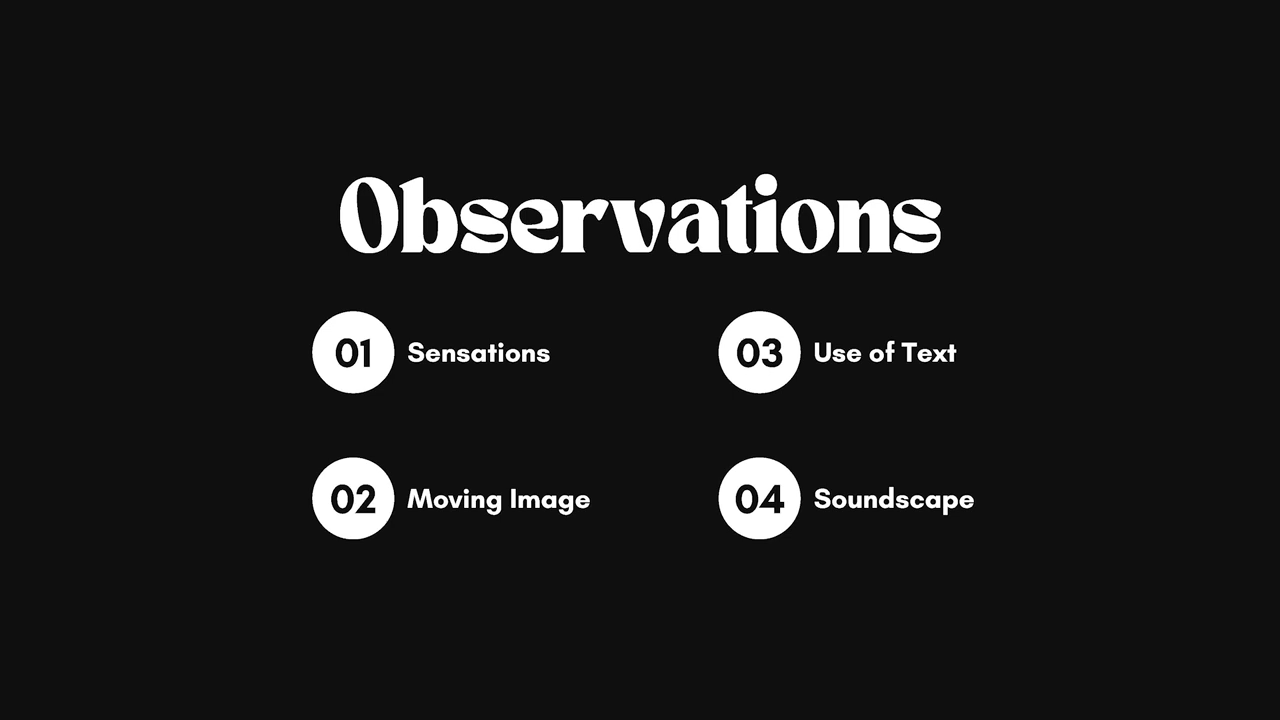 Observations
01 Sensations
02 Moving Image
03 Use of Text
04 Soundscape